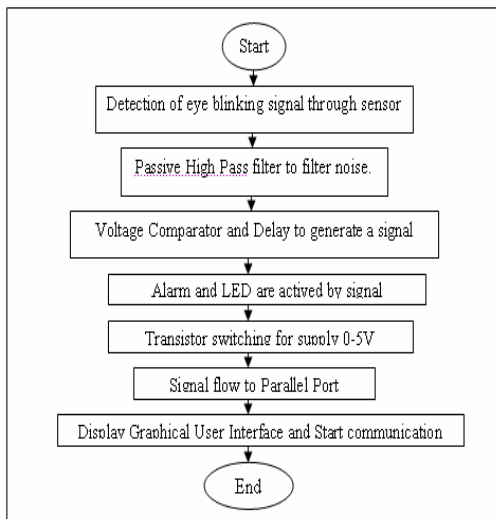 Start
Detection of eye blinking signal through sensor
Passive High Pass filter to filter noise.
Voltage Comparator and Delay to generate a signal
Alarm and LED are actived by signal
Transistor switching for supply 0-5V
Signal flow to Parallel Port
Display Graphical User Interface and Start communication
End